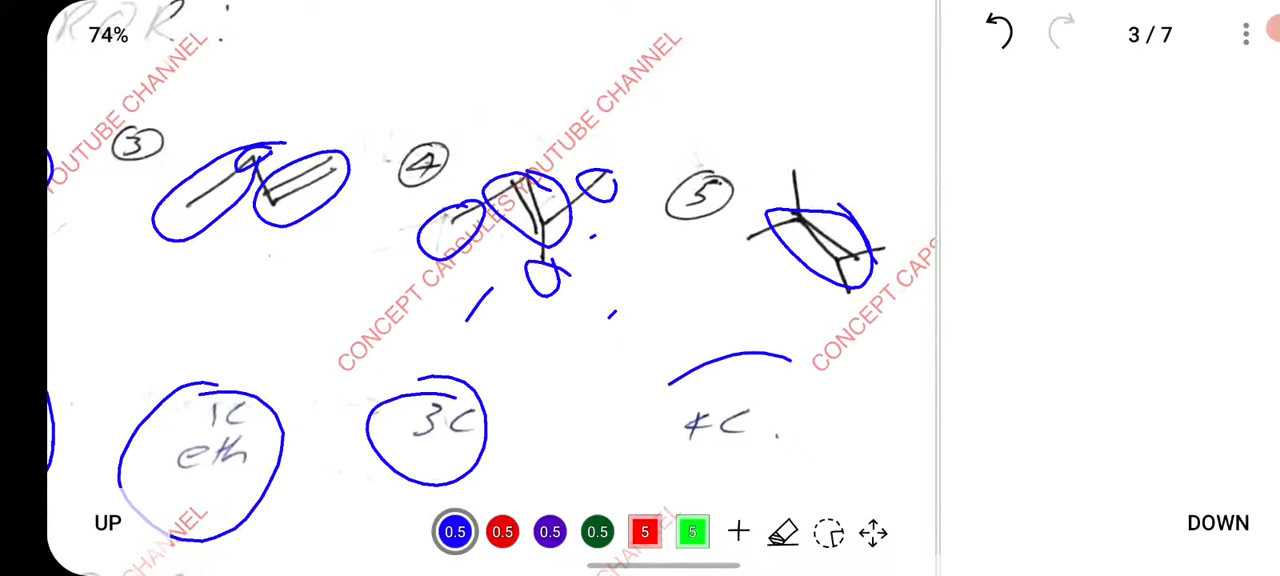 ROR :
74%
3 / 7
YOUTUBE CHANNEL
YOUTUBE CHANNEL
③ ④ ⑤
CONCEPT CAPSULES
CONCEPT CAPS
1C 3C 4C .
eth
UP
0.5 0.5 0.5 0.5 5 5 +
DOWN
CHANNEL
CHANNEL